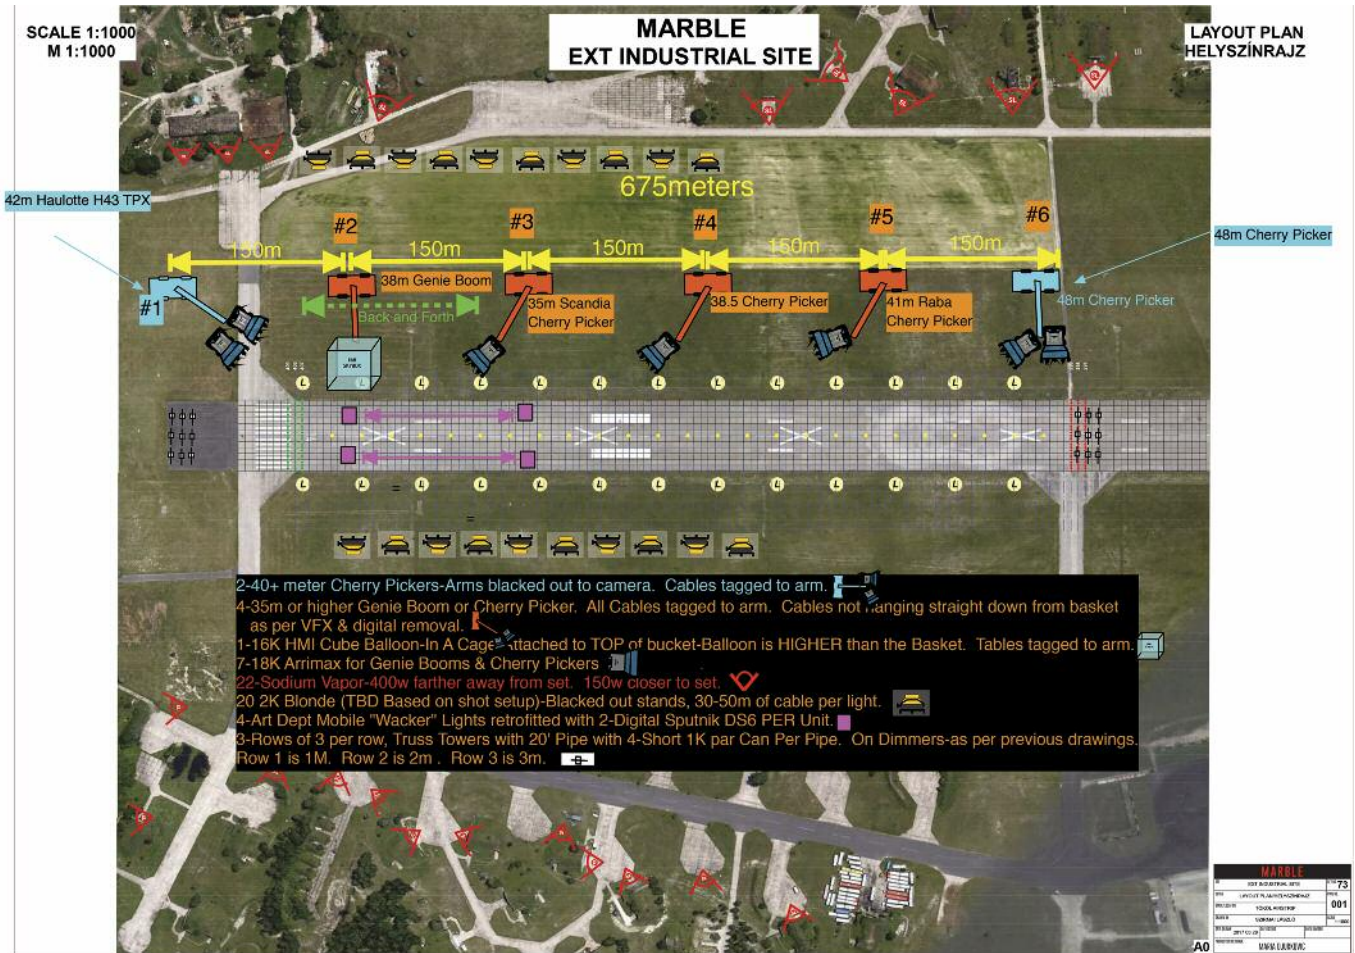 SCALE 1:1000
M 1:1000
MARBLE
EXT INDUSTRIAL SITE
LAYOUT PLAN
HELYSZÍNRAJZ
675meters
42m Haulotte H43 TPX
48m Cherry Picker
#1
#2
#3
#4
#5
#6
150m
150m
150m
150m
150m
38m Genie Boom
Back and Forth
35m Scandia
Cherry Picker
38.5 Cherry Picker
41m Raba
Cherry Picker
48m Cherry Picker
2-40+ meter Cherry Pickers-Arms blacked out to camera. Cables tagged to arm.
4-35m or higher Genie Boom or Cherry Picker. All Cables tagged to arm. Cables not hanging straight down from basket
as per VFX & digital removal.
1-16K HMI Cube Balloon-In A Cage Attached to TOP of bucket-Balloon is HIGHER than the Basket. Tables tagged to arm.
7-18K Arrimax for Genie Booms & Cherry Pickers
22-Sodium Vapor-400w farther away from set. 150w closer to set.
20 2K Blonde (TBD Based on shot setup)-Blacked out stands, 30-50m of cable per light.
4-Art Dept Mobile "Wacker" Lights retrofitted with 2-Digital Sputnik DS6 PER Unit.
3-Rows of 3 per row, Truss Towers with 20' Pipe with 4-Short 1K par Can Per Pipe. On Dimmers-as per previous drawings.
Row 1 is 1M. Row 2 is 2m . Row 3 is 3m.
MARBLE
EXT INDUSTRIAL SITE
73
LAYOUT PLAN/HELYSZÍNRAJZ
001
TÖKÖL AIRSTRIP
A0